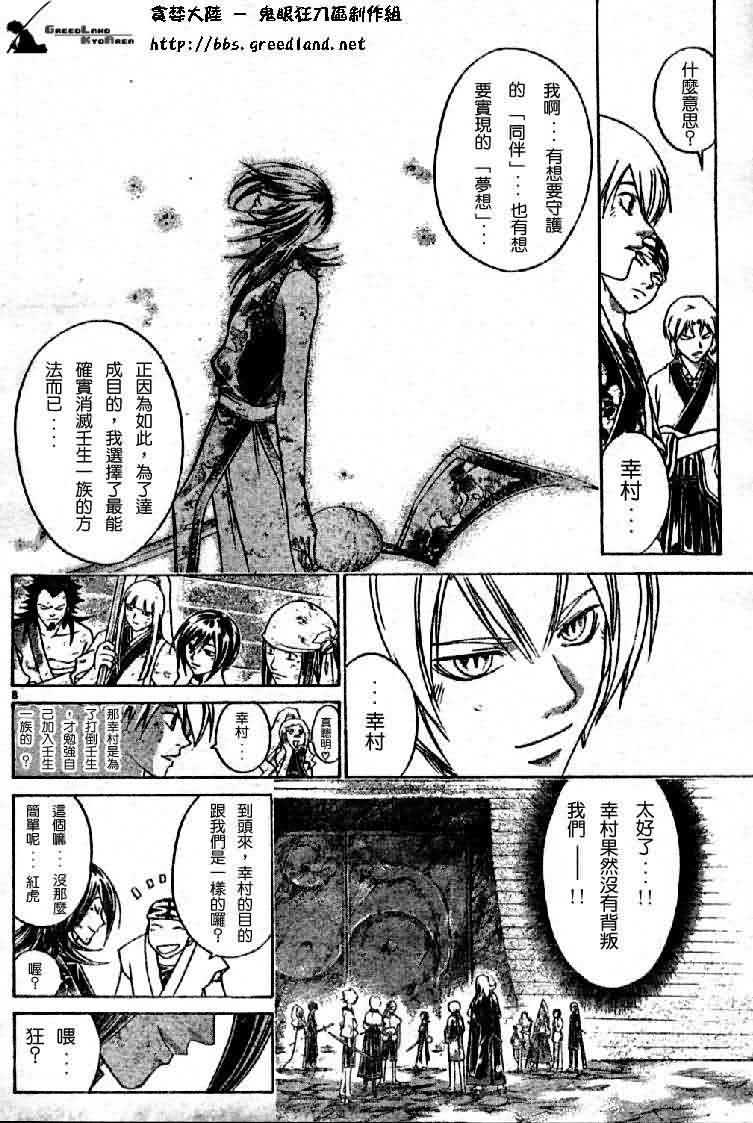 GreedLand
KyoArea
貪婪大陸 － 鬼眼狂刀區制作組
http://bbs.greedland.net
什麼意思？
我啊...有想要守護
的「同伴」...也有想
要實現的「夢想」...
幸村...
正因為如此，為了達
成目的，我選擇了最能
確實消滅壬生一族的方
法而已....
...幸村
8
真聰明♥
幸村...
那幸村是為
了打倒壬生
，才勉強自
己加入壬生
一族的？
太好了...!!
幸村果然沒有背叛
我們——!!
到頭來，幸村的目的
跟我們是一樣的囉？
這個嘛...沒那麼
簡單呢...紅虎
喔？
喂...
狂？